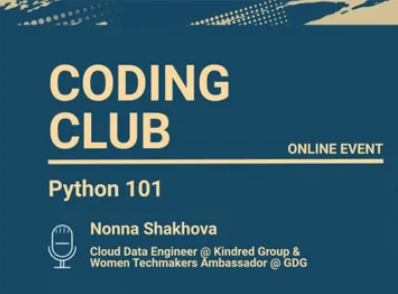 CODING
CLUB
ONLINE EVENT
Python 101
Nonna Shakhova
Cloud Data Engineer @ Kindred Group &
Women Techmakers Ambassador @ GDG